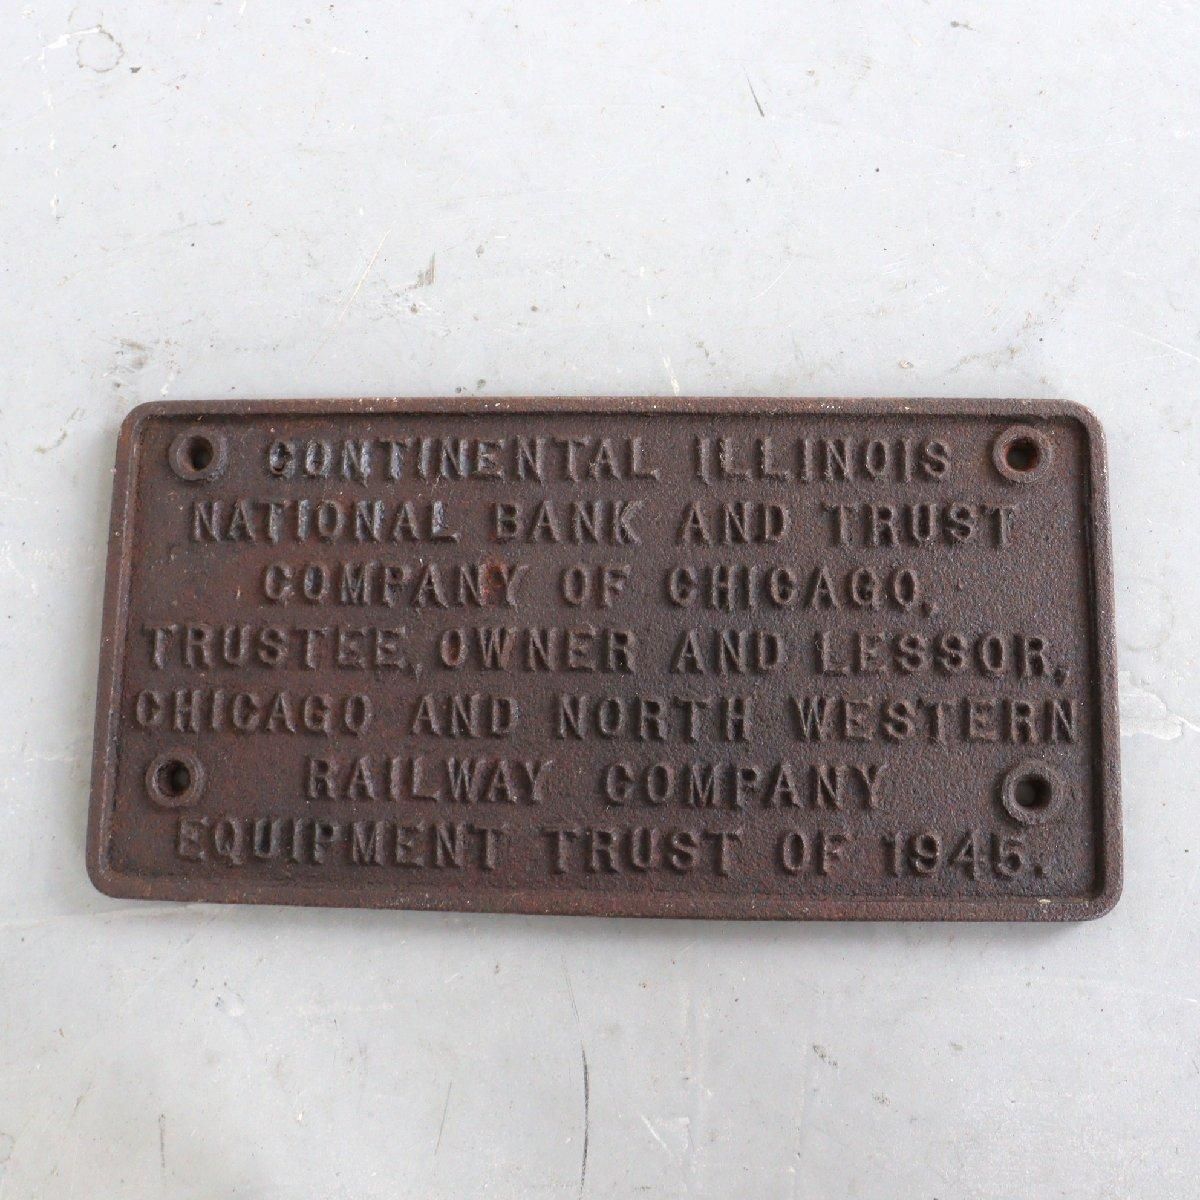 CONTINENTAL ILLINOIS
NATIONAL BANK AND TRUST
COMPANY OF CHICAGO,
TRUSTEE, OWNER AND LESSOR,
CHICAGO AND NORTH WESTERN
RAILWAY COMPANY
EQUIPMENT TRUST OF 1945.